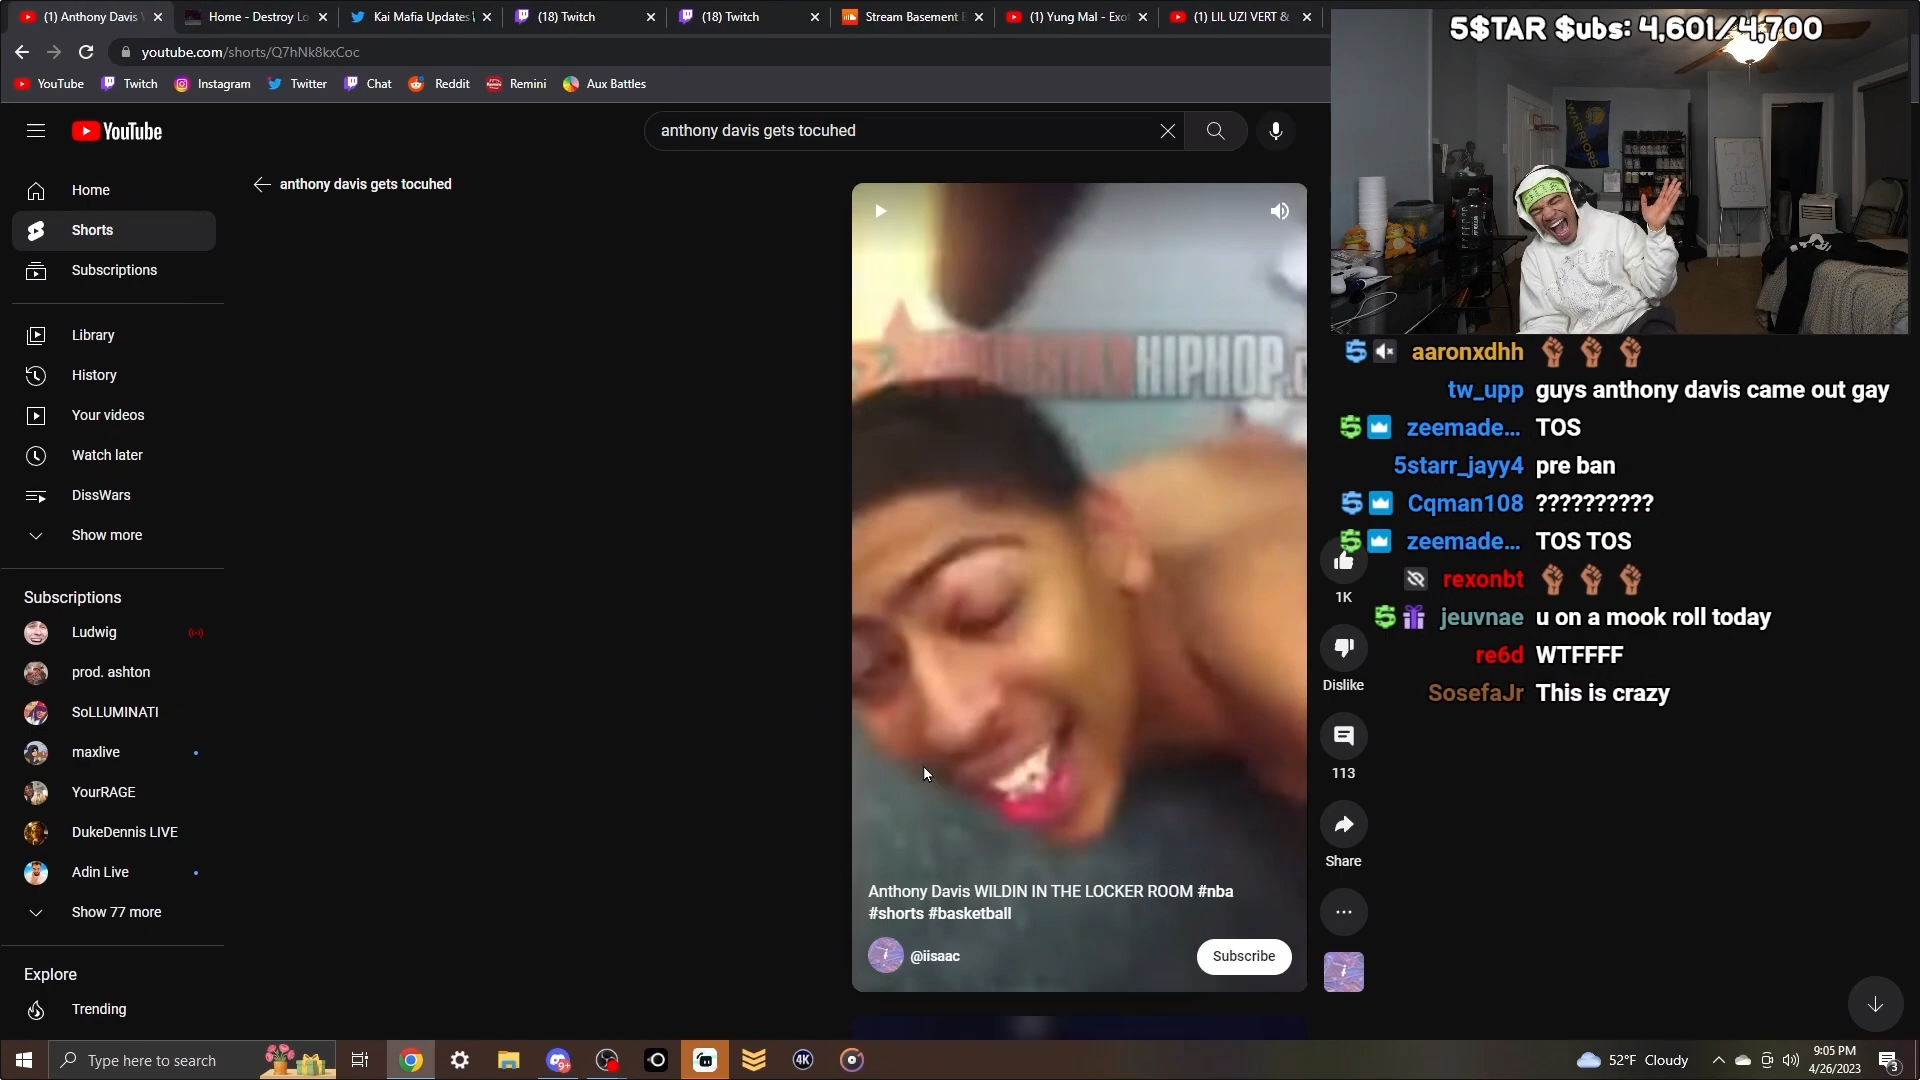 (1) Anthony Davis
Home - Destroy Lo
Kai Mafia Updates
(18) Twitch
(18) Twitch
Stream Basement
(1) Yung Mal - Exo
(1) LIL UZI VERT &
youtube.com/shorts/Q7hNk8kxCoc
YouTube
Twitch
Instagram
Twitter
Chat
Reddit
Remini
Aux Battles
5$TAR $ubs: 4,601/4,700
WARRIORS
YouTube
anthony davis gets tocuhed
anthony davis gets tocuhed
Home
Shorts
Subscriptions
Library
History
Your videos
Watch later
DissWars
Show more
Subscriptions
Ludwig
prod. ashton
SoLLUMINATI
maxlive
YourRAGE
DukeDennis LIVE
Adin Live
Show 77 more
Explore
Trending
HIPHOP.c
Anthony Davis WILDIN IN THE LOCKER ROOM #nba
#shorts #basketball
@iisaac
Subscribe
1K
Dislike
113
Share
aaronxdhh
tw_upp guys anthony davis came out gay
zeemade... TOS
5starr_jayy4 pre ban
Cqman108 ??????????
zeemade... TOS TOS
rexonbt
jeuvnae u on a mook roll today
re6d WTFFFF
SosefaJr This is crazy
Type here to search
9+
4K
52°F Cloudy
9:05 PM
4/26/2023
3